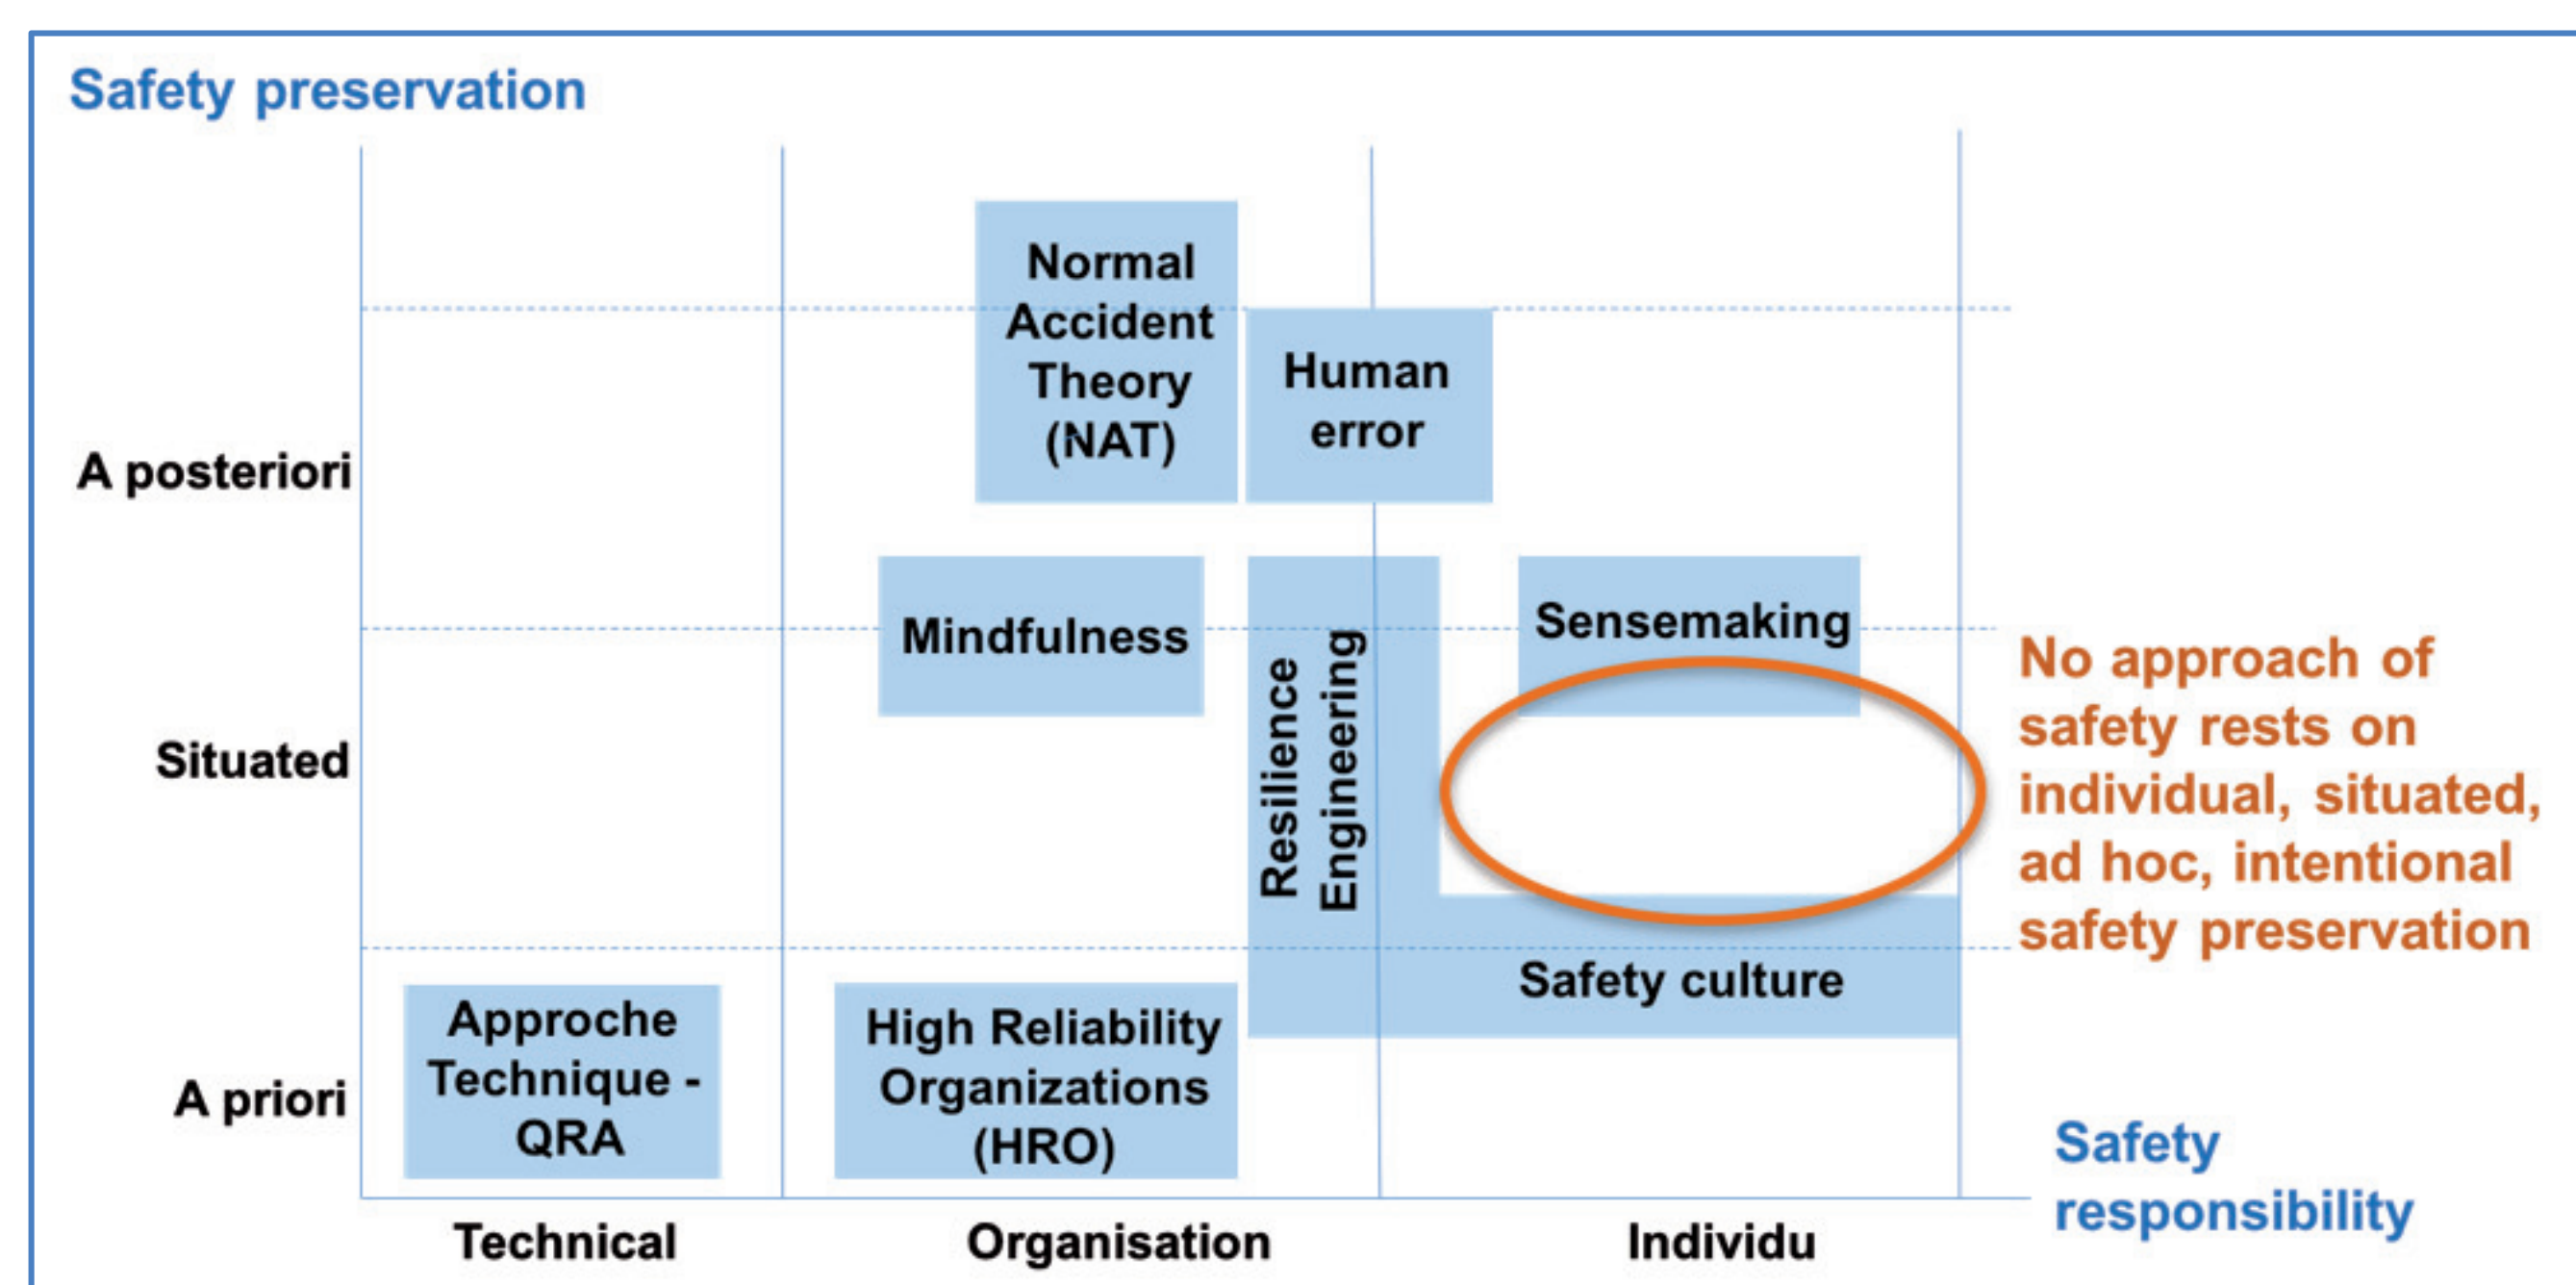 Safety preservation
Normal
Accident
Theory
(NAT)
Human
error
A posteriori
Mindfulness
Sensemaking
Resilience
Engineering
Situated
No approach of
safety rests on
individual, situated,
ad hoc, intentional
safety preservation
Safety culture
Approche
Technique -
QRA
High Reliability
Organizations
(HRO)
A priori
Safety
responsibility
Technical
Organisation
Individu